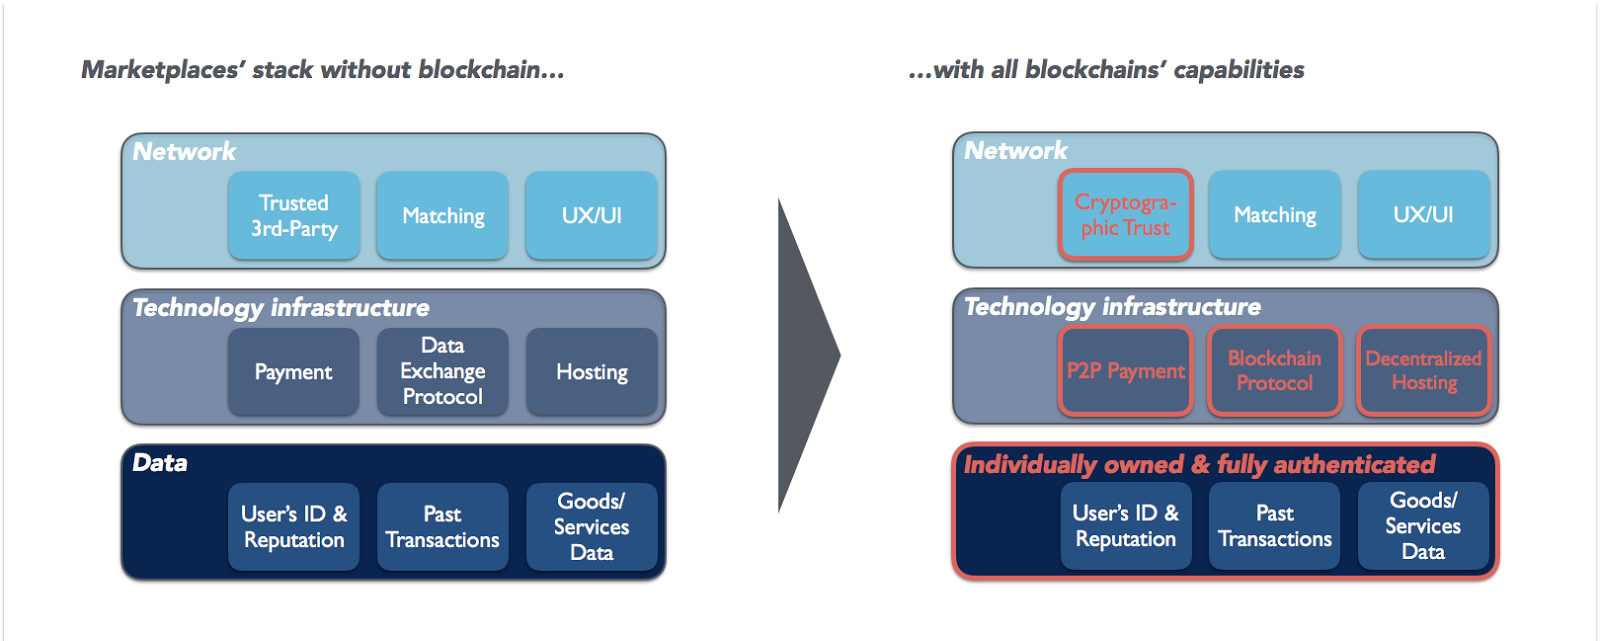 Marketplaces’ stack without blockchain…
Network
Trusted
3rd-Party
Matching
UX/UI
Technology infrastructure
Payment
Data
Exchange
Protocol
Hosting
Data
User’s ID &
Reputation
Past
Transactions
Goods/
Services
Data
…with all blockchains’ capabilities
Network
Cryptogra-
phic Trust
Matching
UX/UI
Technology infrastructure
P2P Payment
Blockchain
Protocol
Decentralized
Hosting
Individually owned & fully authenticated
User’s ID &
Reputation
Past
Transactions
Goods/
Services
Data